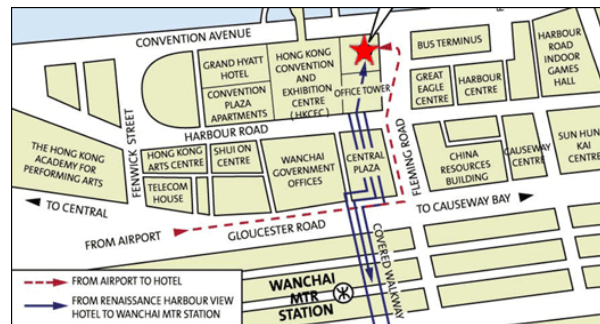 CONVENTION AVENUE
BUS TERMINUS
HARBOUR
ROAD
INDOOR
GAMES
HALL
GRAND HYATT
HOTEL
HONG KONG
CONVENTION
AND
EXHIBITION
CENTRE
(HKCEC)
CONVENTION
PLAZA
APARTMENTS
OFFICE TOWER
GREAT
EAGLE
CENTRE
HARBOUR
CENTRE
FENWICK STREET
HARBOUR ROAD
FLEMING ROAD
THE HONG KONG
ACADEMY FOR
PERFORMING ARTS
HONG KONG
ARTS CENTRE
SHUI ON
CENTRE
WANCHAI
GOVERNMENT
OFFICES
CENTRAL
PLAZA
CHINA
RESOURCES
BUILDING
CAUSEWAY
CENTRE
SUN HUNG
KAI
CENTRE
TELECOM
HOUSE
TO CENTRAL
TO CAUSEWAY BAY
FROM AIRPORT
GLOUCESTER ROAD
COVERED WALKWAY
WANCHAI
MTR
STATION
FROM AIRPORT TO HOTEL
FROM RENAISSANCE HARBOUR VIEW
HOTEL TO WANCHAI MTR STATION